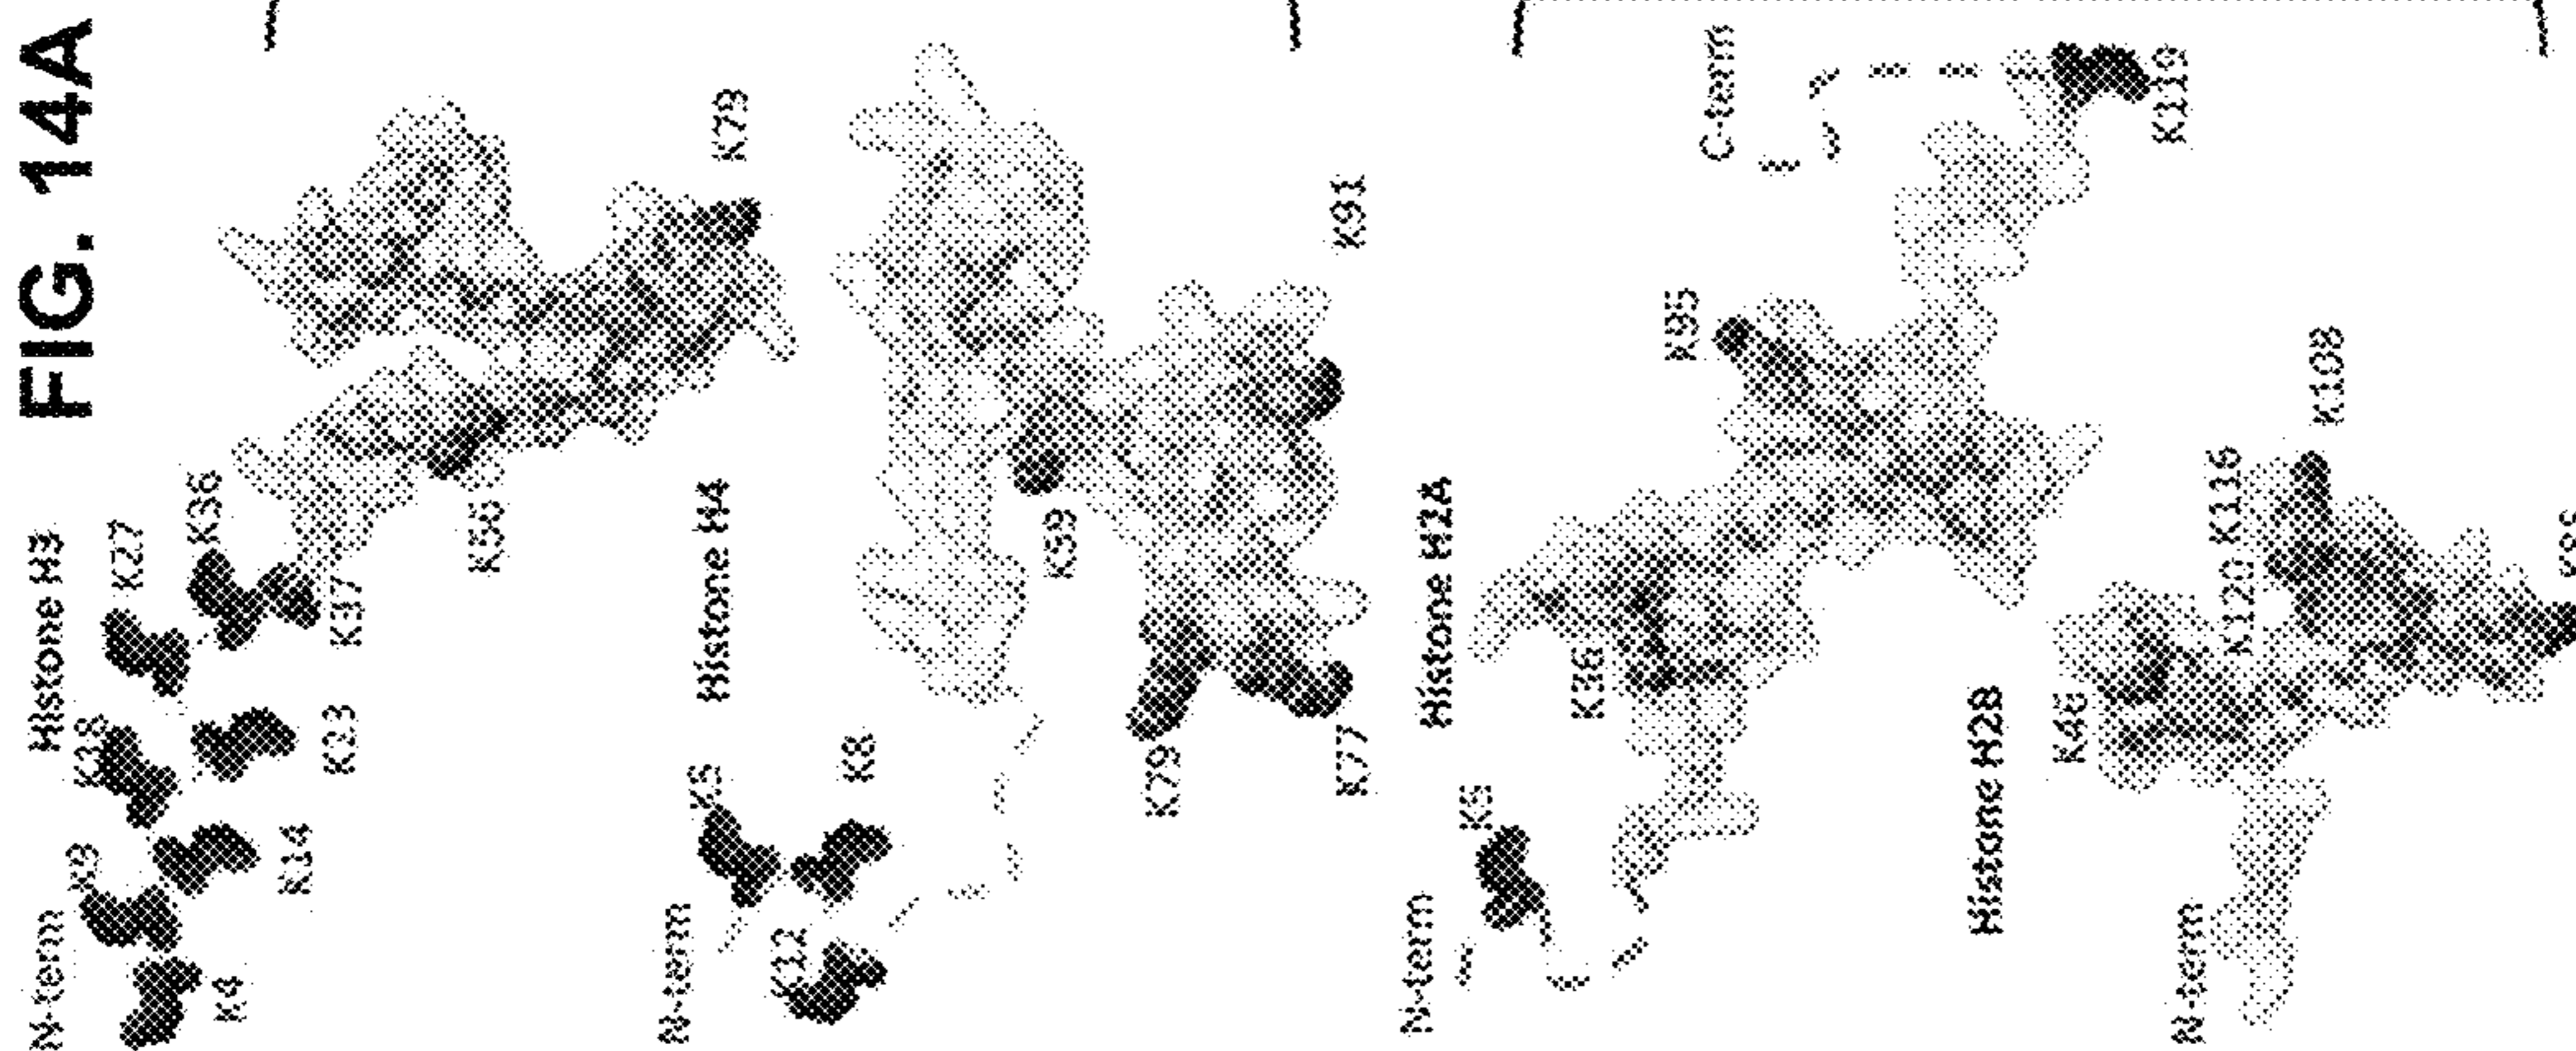 FIG. 14A
Histone H3
N-term
K4
K9
K14
K18
K23
K27
K36
K37
K56
K79
Histone H4
N-term
K5
K8
K12
K59
K77
K79
K91
Histone H2A
N-term
K5
K36
K95
K119
C-term
Histone H2B
N-term
K46
K120 K116
K108